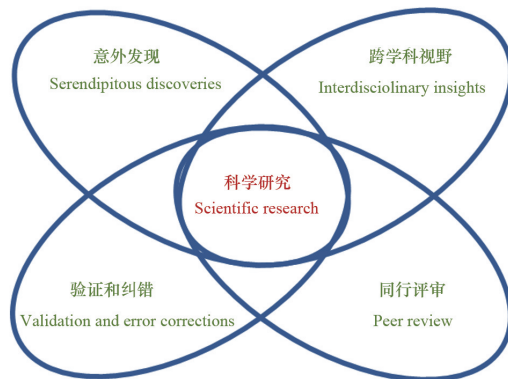 意外发现
Serendipitous discoveries
跨学科视野
Interdisciolinary insights
科学研究
Scientific research
验证和纠错
Validation and error corrections
同行评审
Peer review